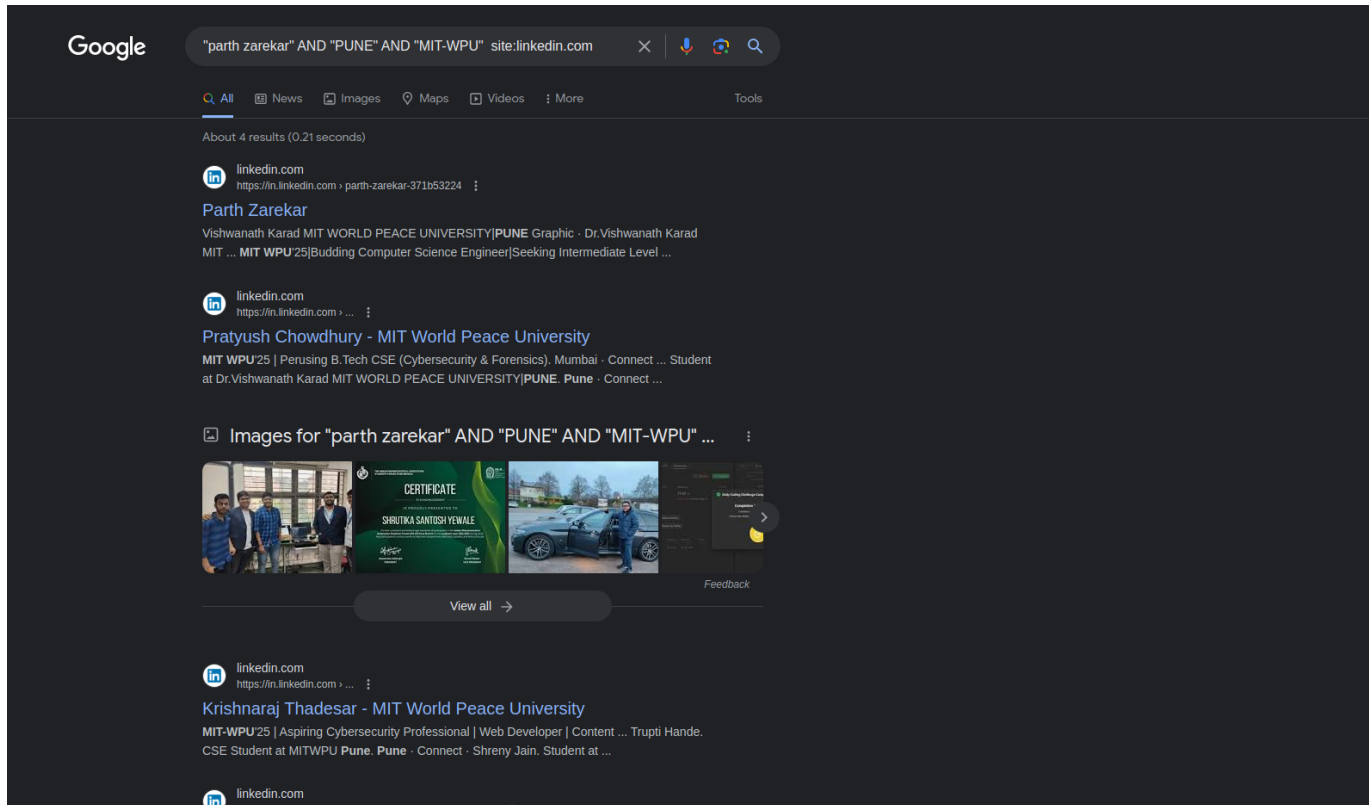 Google
"parth zarekar" AND "PUNE" AND "MIT-WPU" site:linkedin.com
All News Images Maps Videos More Tools
About 4 results (0.21 seconds)
linkedin.com
https://in.linkedin.com › parth-zarekar-371b53224
Parth Zarekar
Vishwanath Karad MIT WORLD PEACE UNIVERSITY|PUNE Graphic · Dr.Vishwanath Karad
MIT ... MIT WPU'25|Budding Computer Science Engineer|Seeking Intermediate Level ...
linkedin.com
https://in.linkedin.com › ...
Pratyush Chowdhury - MIT World Peace University
MIT WPU'25 | Perusing B.Tech CSE (Cybersecurity & Forensics). Mumbai · Connect ... Student
at Dr.Vishwanath Karad MIT WORLD PEACE UNIVERSITY|PUNE. Pune · Connect ...
Images for "parth zarekar" AND "PUNE" AND "MIT-WPU" ...
CERTIFICATE
SHRUTIKA SANTOSH YEWALE
Feedback
View all
linkedin.com
https://in.linkedin.com › ...
Krishnaraj Thadesar - MIT World Peace University
MIT-WPU'25 | Aspiring Cybersecurity Professional | Web Developer | Content ... Trupti Hande.
CSE Student at MITWPU Pune. Pune · Connect · Shreny Jain. Student at ...
linkedin.com